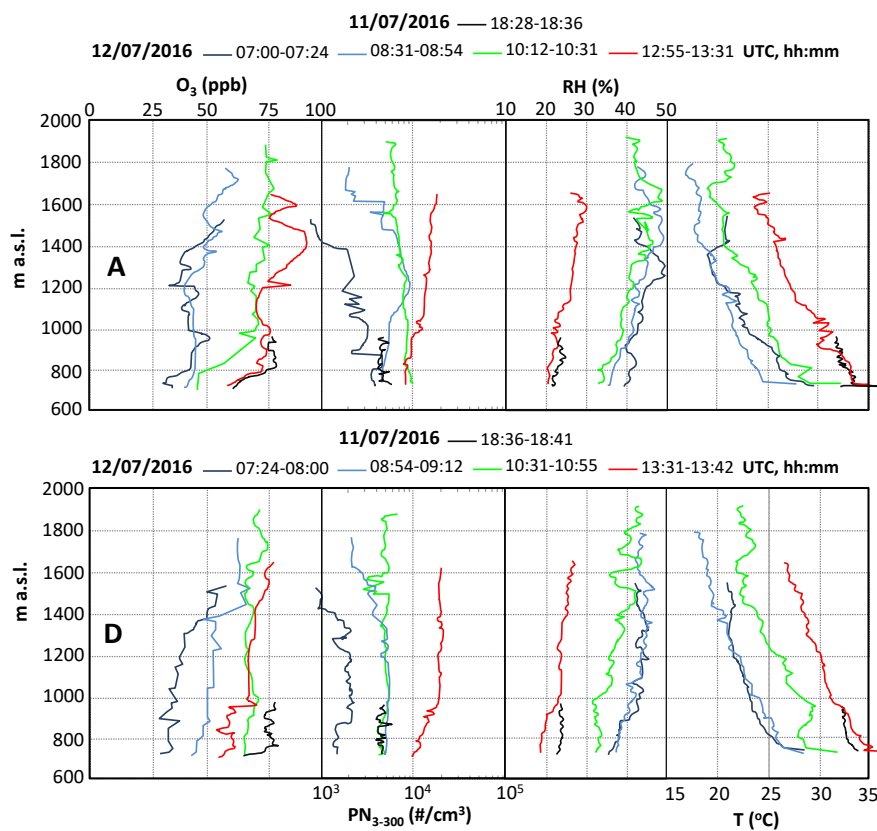 11/07/2016 18:28-18:36
12/07/2016 07:00-07:24 08:31-08:54 10:12-10:31 12:55-13:31 UTC, hh:mm
O3 (ppb) RH (%)
0 25 50 75 100 10 20 30 40 50
2000
1800
1600
1400
1200
1000
800
600
m a.s.l.
A
11/07/2016 18:36-18:41
12/07/2016 07:24-08:00 08:54-09:12 10:31-10:55 13:31-13:42 UTC, hh:mm
2000
1800
1600
1400
1200
1000
800
600
m a.s.l.
D
10³ 10⁴ 10⁵ 15 20 25 30 35
PN3-300 (#/cm³) T (ºC)